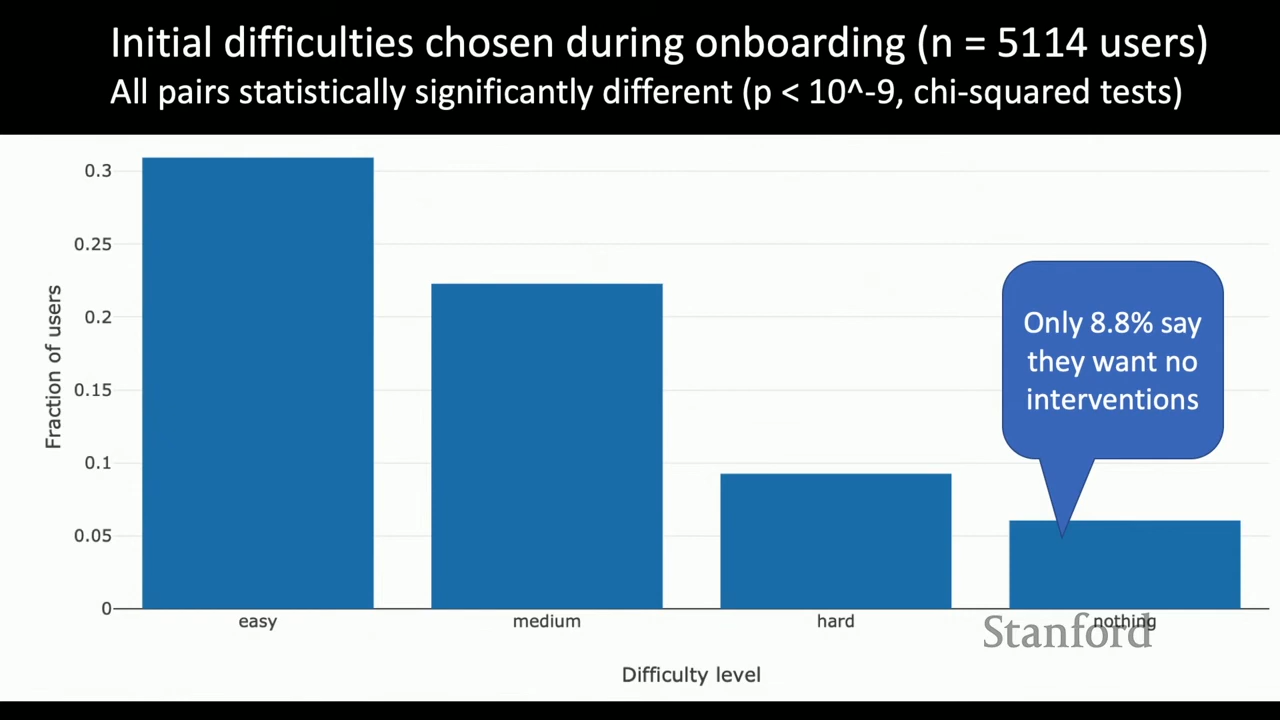 Initial difficulties chosen during onboarding (n = 5114 users)
All pairs statistically significantly different (p < 10^-9, chi-squared tests)
0.3
0.25
0.2
0.15
0.1
0.05
0
Fraction of users
Only 8.8% say
they want no
interventions
easy
medium
hard
nothing
Stanford
Difficulty level